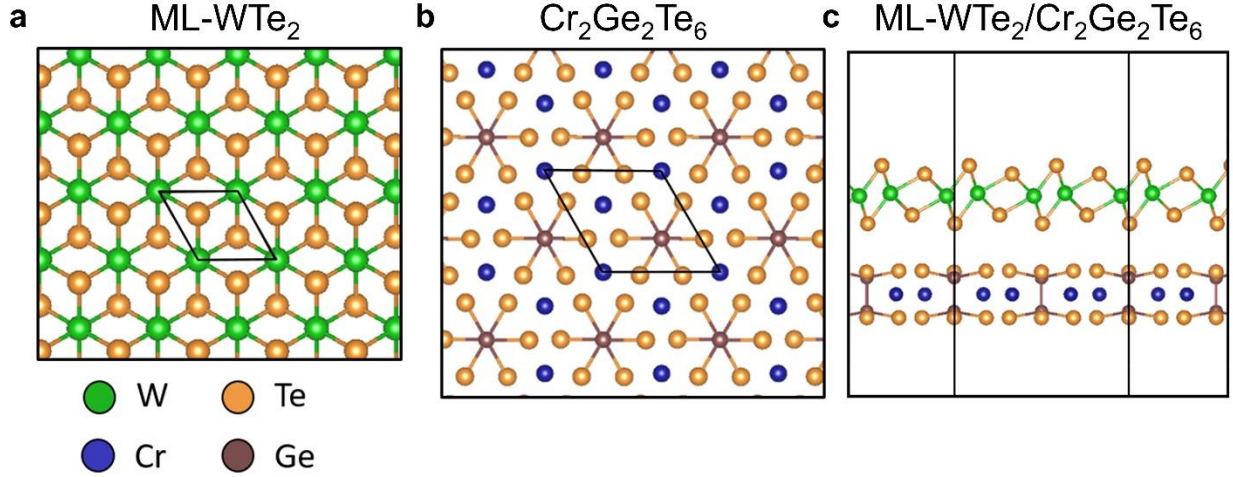 a ML-WTe₂
b Cr₂Ge₂Te₆
c ML-WTe₂/Cr₂Ge₂Te₆
W Te
Cr Ge